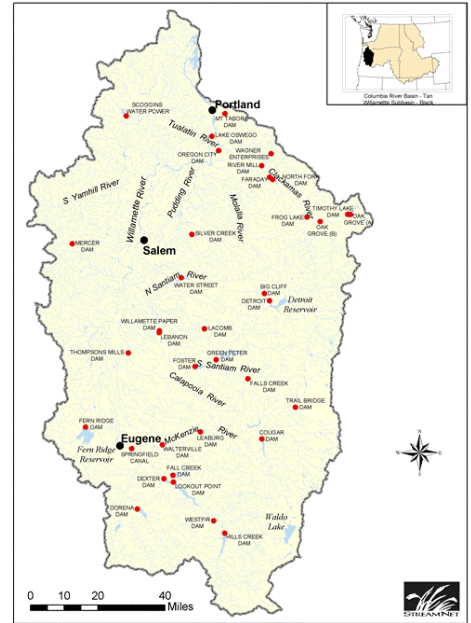 Columbia River Basin - Tan
Willamette Subbasin - Black
SCOGGINS
WATER POWER
Portland
MT TABOR
DAM
Tualatin River
LAKE OSWEGO
DAM
OREGON CITY
DAM
WAGNER
ENTERPRISES
RIVER MILL
DAM
FARADAY
DAM
NORTH FORK
DAM
Clackamas River
S Yamhill River
Willamette River
Pudding River
Molalla River
FROG LAKE
DAM
TIMOTHY LAKE
DAM
OAK
GROVE (A)
OAK
GROVE (B)
MERCER
DAM
Salem
SILVER CREEK
DAM
N Santiam River
WATER STREET
DAM
BIG CLIFF
DAM
DETROIT
DAM
Detroit
Reservoir
WILLAMETTE PAPER
DAM
LEBANON
DAM
LACOMB
DAM
THOMPSONS MILLS
DAM
GREEN PETER
DAM
FOSTER
DAM
S Santiam River
FALLS CREEK
DAM
Calapooia River
TRAIL BRIDGE
DAM
FERN RIDGE
DAM
Eugene
McKenzie River
LEABURG
DAM
COUGAR
DAM
Fern Ridge
Reservoir
SPRINGFIELD
CANAL
WALTERVILLE
DAM
FALL CREEK
DAM
DEXTER
DAM
LOOKOUT POINT
DAM
DORENA
DAM
WESTFIR
DAM
Waldo
Lake
HILLS CREEK
DAM
N
W
E
S
0 10 20 40
Miles
STREAMNET